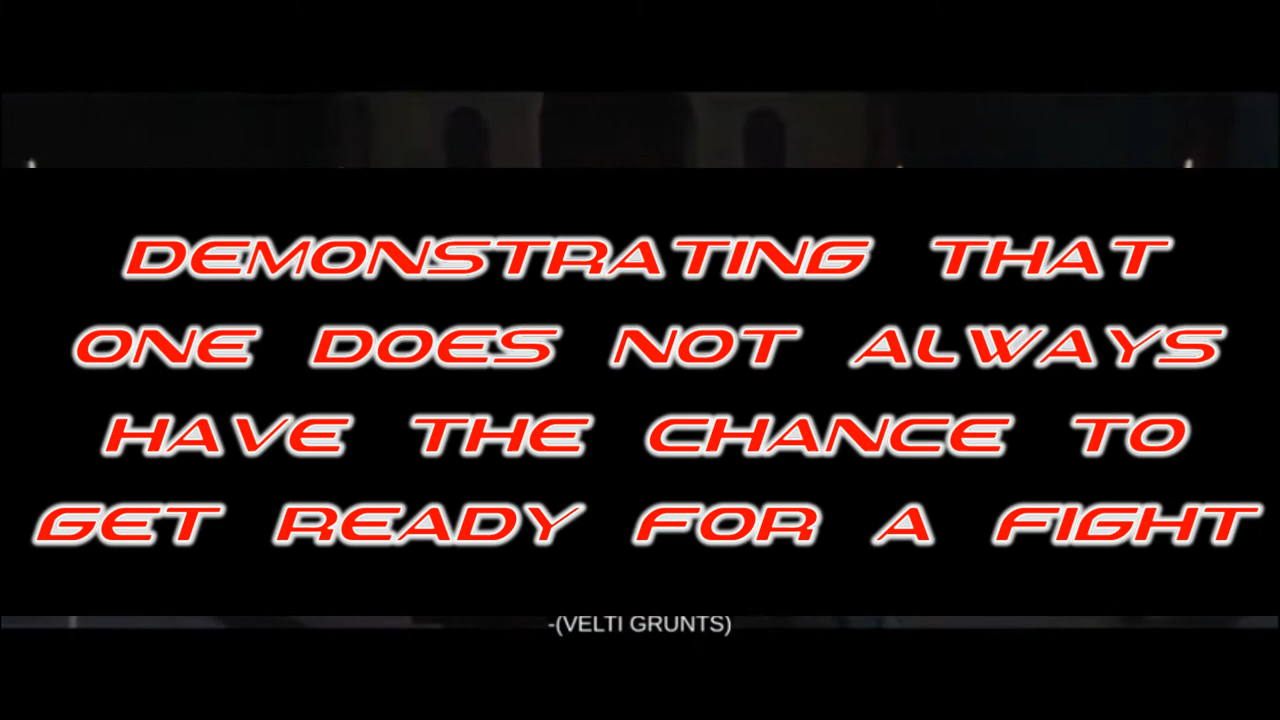 DEMONSTRATING THAT
ONE DOES NOT ALWAYS
HAVE THE CHANCE TO
GET READY FOR A FIGHT
-(VELTI GRUNTS)